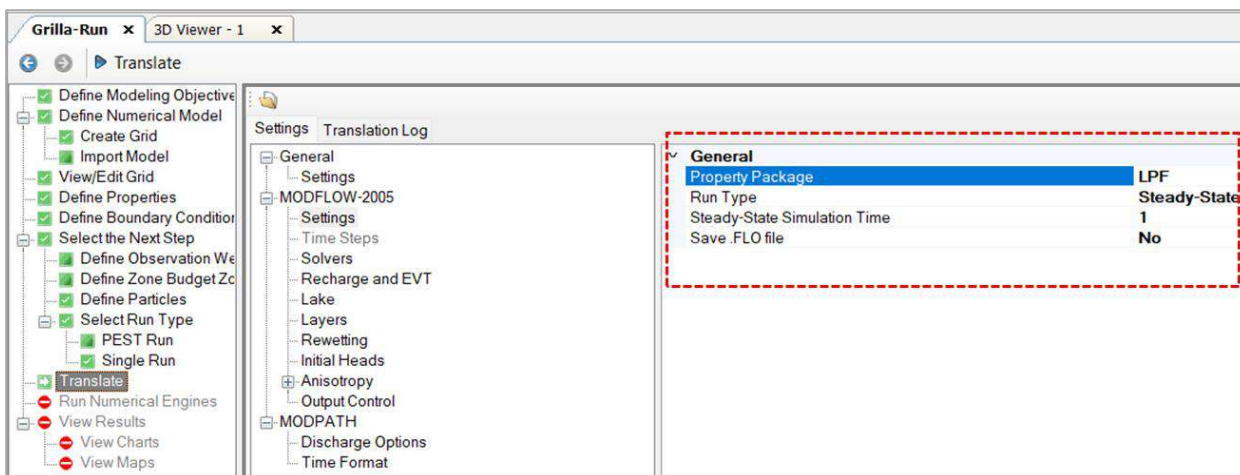 Grilla-Run x 3D Viewer - 1 x
Translate
Define Modeling Objective
Define Numerical Model
Create Grid
Import Model
View/Edit Grid
Define Properties
Define Boundary Condition
Select the Next Step
Define Observation We
Define Zone Budget Zo
Define Particles
Select Run Type
PEST Run
Single Run
Translate
Run Numerical Engines
View Results
View Charts
View Maps
Settings Translation Log
General
Settings
MODFLOW-2005
Settings
Time Steps
Solvers
Recharge and EVT
Lake
Layers
Rewetting
Initial Heads
Anisotropy
Output Control
MODPATH
Discharge Options
Time Format
General
Property Package LPF
Run Type Steady-State
Steady-State Simulation Time 1
Save .FLO file No